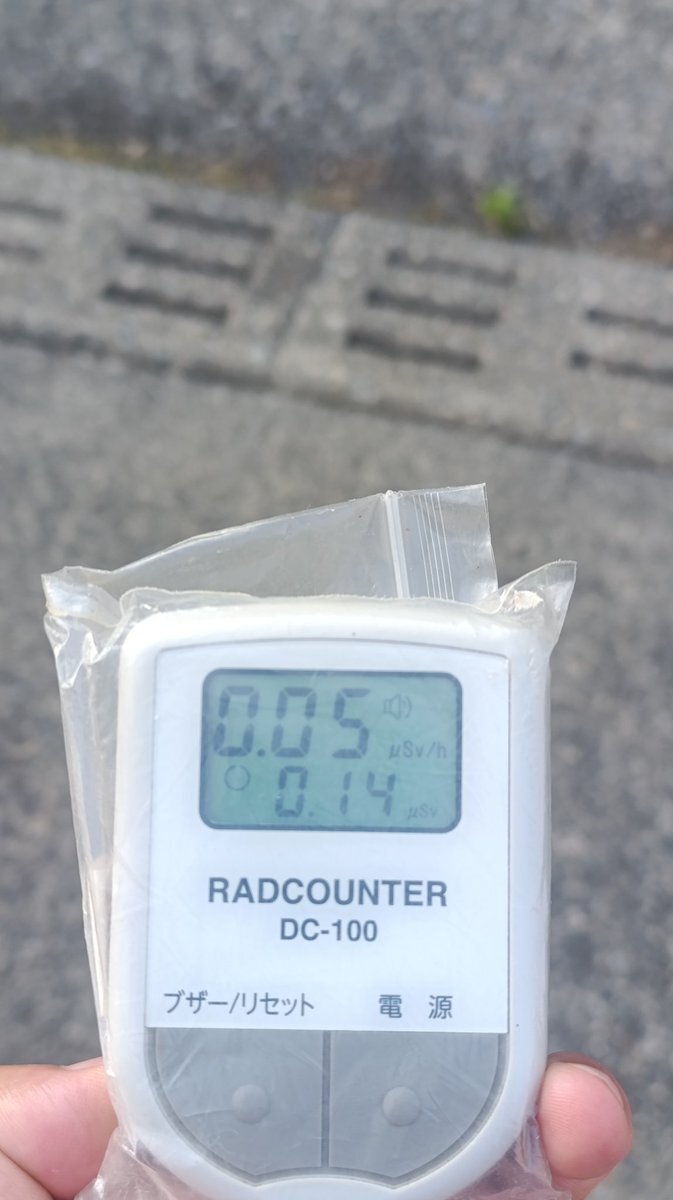 0.05
μSv/h
0.14
μSv
RADCOUNTER
DC-100
ブザー/リセット 電 源